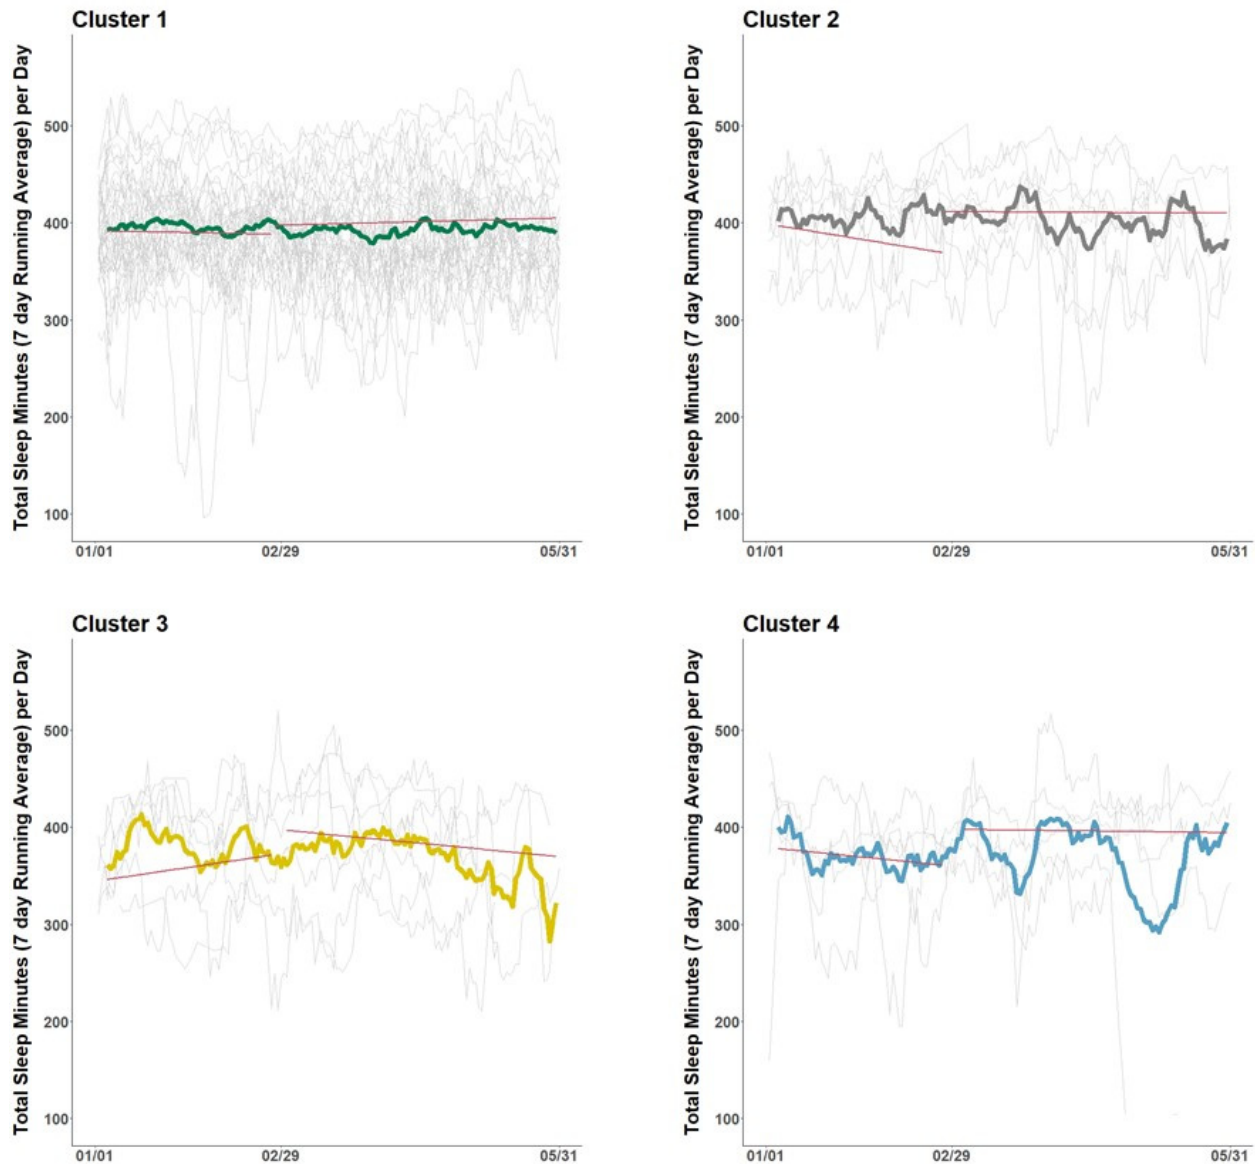 Cluster 1
Total Sleep Minutes (7 day Running Average) per Day
500
400
300
200
100
01/01 02/29 05/31
Cluster 2
Total Sleep Minutes (7 day Running Average) per Day
500
400
300
200
100
01/01 02/29 05/31
Cluster 3
Total Sleep Minutes (7 day Running Average) per Day
500
400
300
200
100
01/01 02/29 05/31
Cluster 4
Total Sleep Minutes (7 day Running Average) per Day
500
400
300
200
100
01/01 02/29 05/31